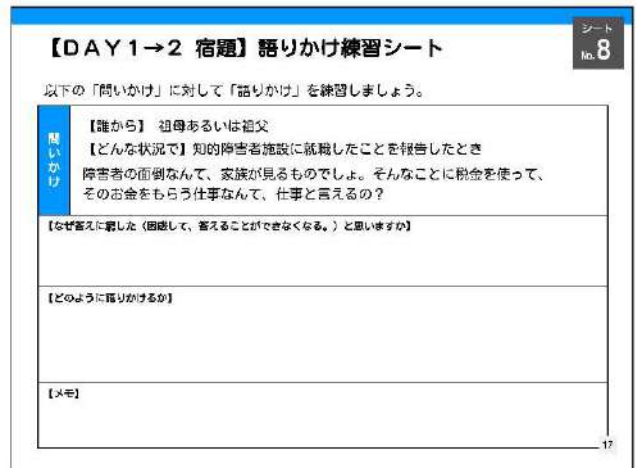 【DAY1→2 宿題】語りかけ練習シート
シート
No.8
以下の「問いかけ」に対して「語りかけ」を練習しましょう。
問いかけ
【誰から】 祖母あるいは祖父
【どんな状況で】知的障害者施設に就職したことを報告したとき
障害者の面倒なんて、家族が見るものでしょ。そんなことに税金を使って、
そのお金をもらう仕事なんて、仕事と言えるの？
【なぜ答えに窮した（困惑して、答えることができなくなる。）と思いますか】
【どのように語りかけるか】
【メモ】
17